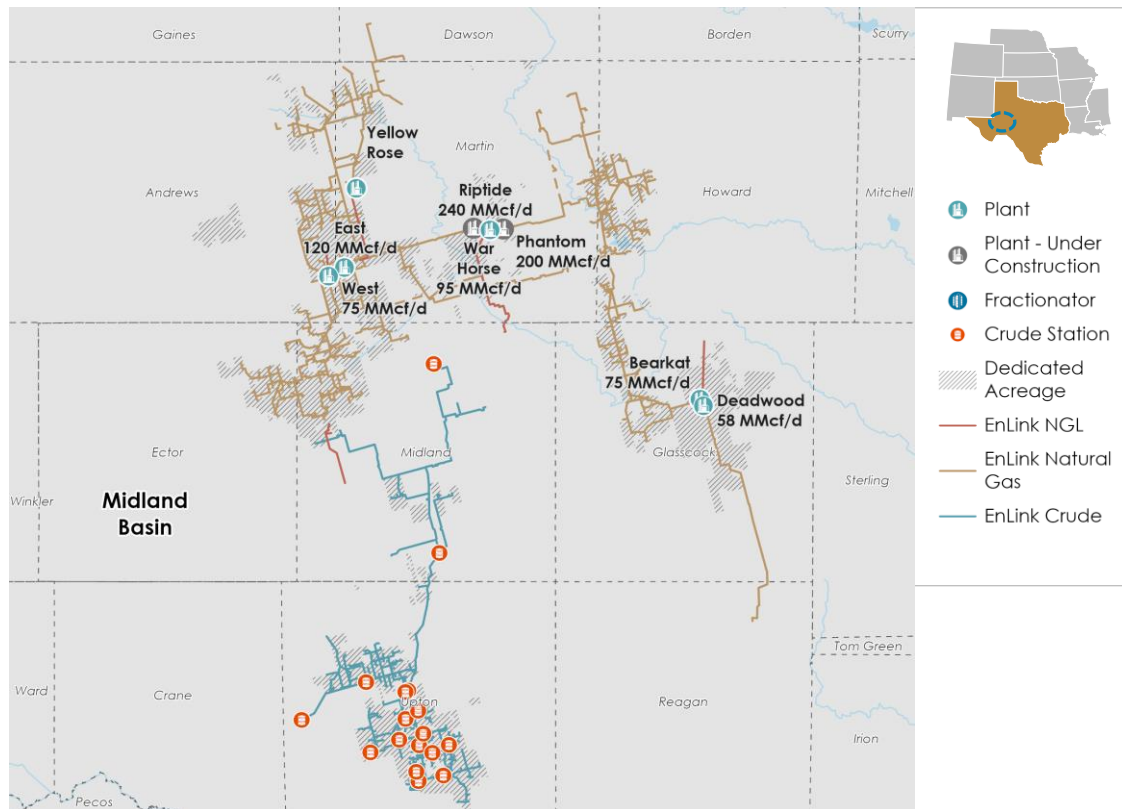 Gaines
Dawson
Borden
Scurry
Yellow
Rose
Martin
Andrews
Riptide
240 MMcf/d
Howard
Mitchell
East
120 MMcf/d
War
Horse
95 MMcf/d
Phantom
200 MMcf/d
West
75 MMcf/d
Bearkat
75 MMcf/d
Deadwood
58 MMcf/d
Ector
Midland
Glasscock
Sterling
Winkler
Midland
Basin
Tom Green
Ward
Crane
Upton
Reagan
Irion
Pecos
Plant
Plant - Under
Construction
Fractionator
Crude Station
Dedicated
Acreage
EnLink NGL
EnLink Natural
Gas
EnLink Crude